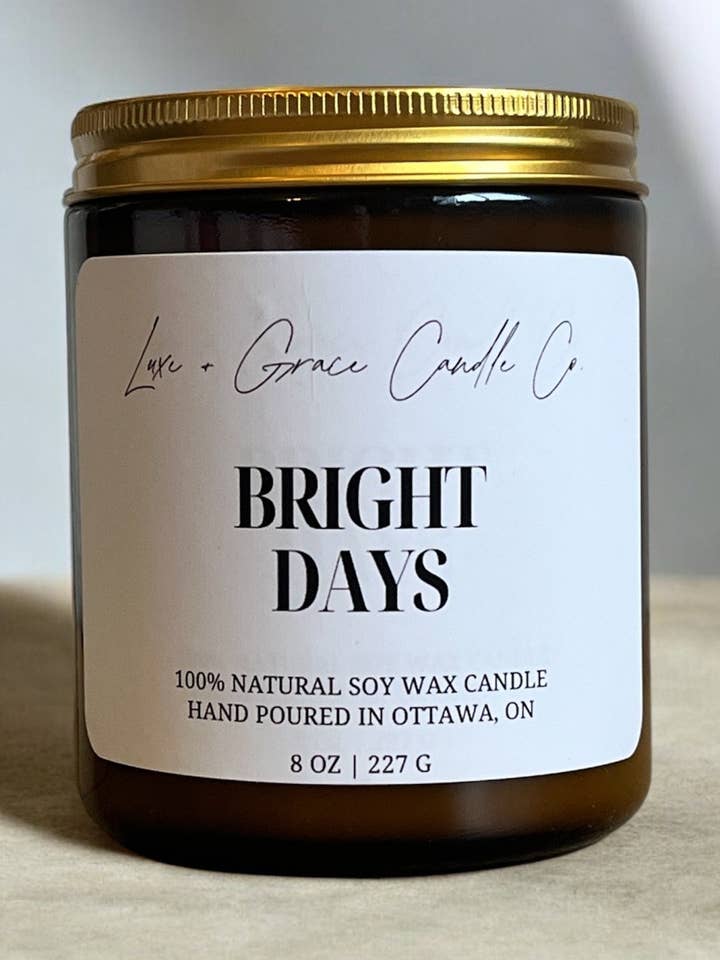 Luxe + Grace Candle Co.
BRIGHT
DAYS
100% NATURAL SOY WAX CANDLE
HAND POURED IN OTTAWA, ON
8 OZ | 227 G